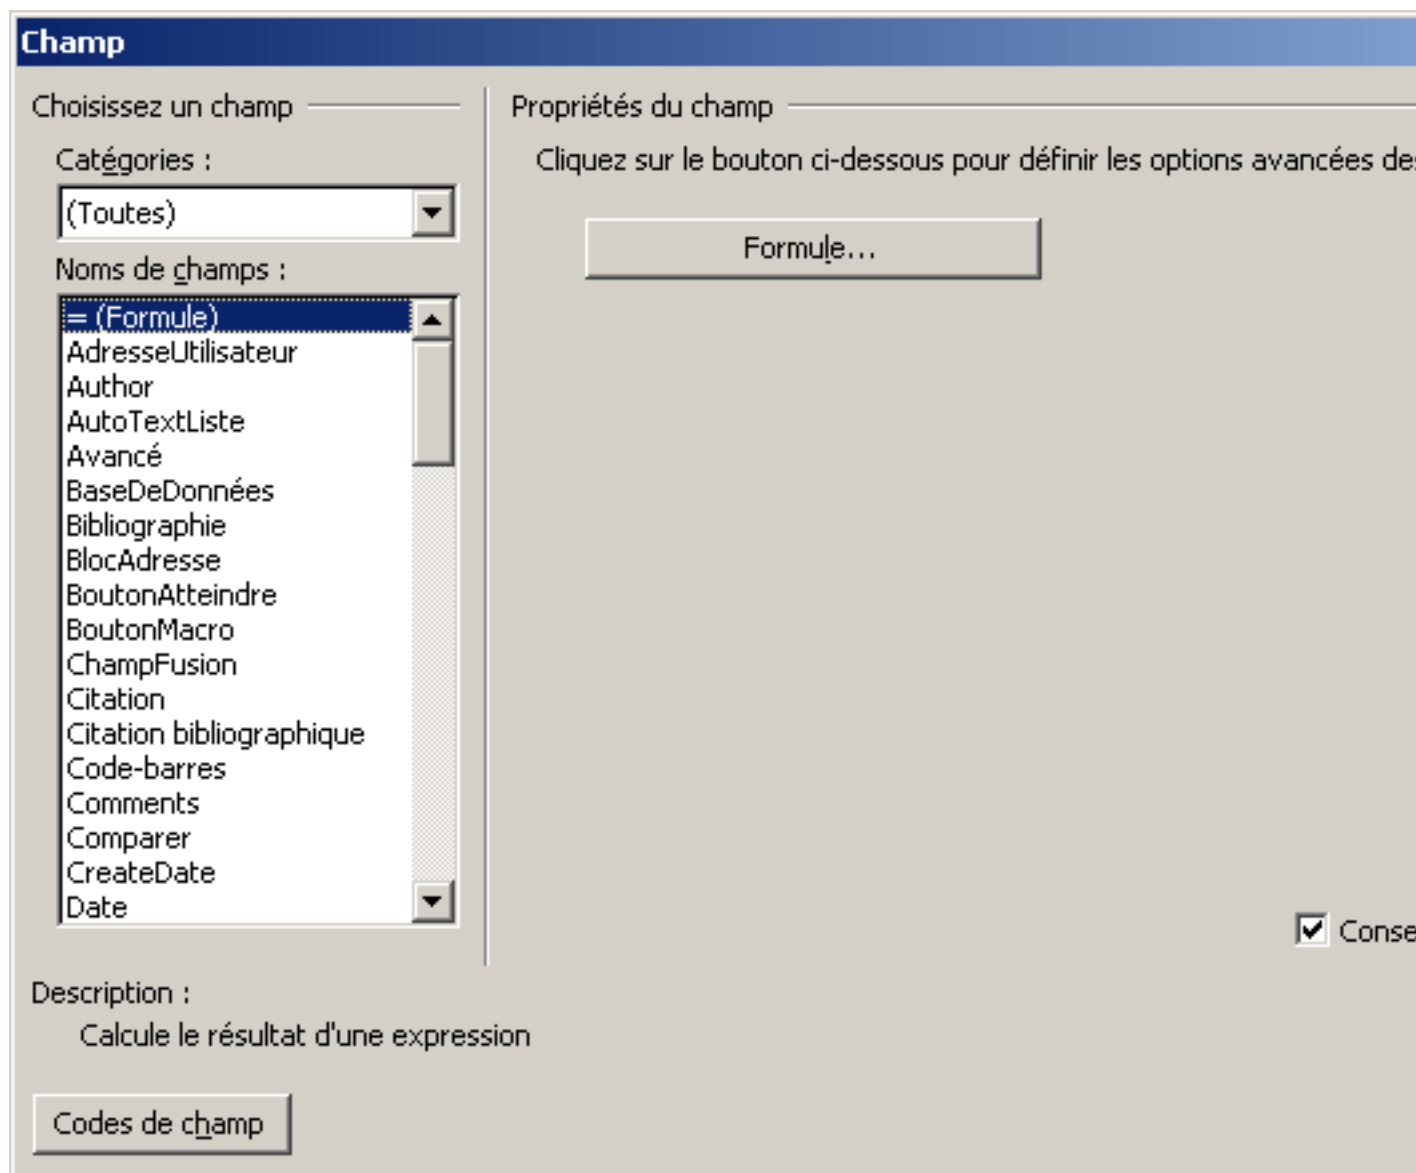 Champ
Choisissez un champ
Catégories :
(Toutes)
Noms de champs :
= (Formule)
AdresseUtilisateur
Author
AutoTextListe
Avancé
BaseDeDonnées
Bibliographie
BlocAdresse
BoutonAtteindre
BoutonMacro
ChampFusion
Citation
Citation bibliographique
Code-barres
Comments
Comparer
CreateDate
Date
Propriétés du champ
Cliquez sur le bouton ci-dessous pour définir les options avancées des
Formule...
Conse
Description :
Calcule le résultat d'une expression
Codes de champ